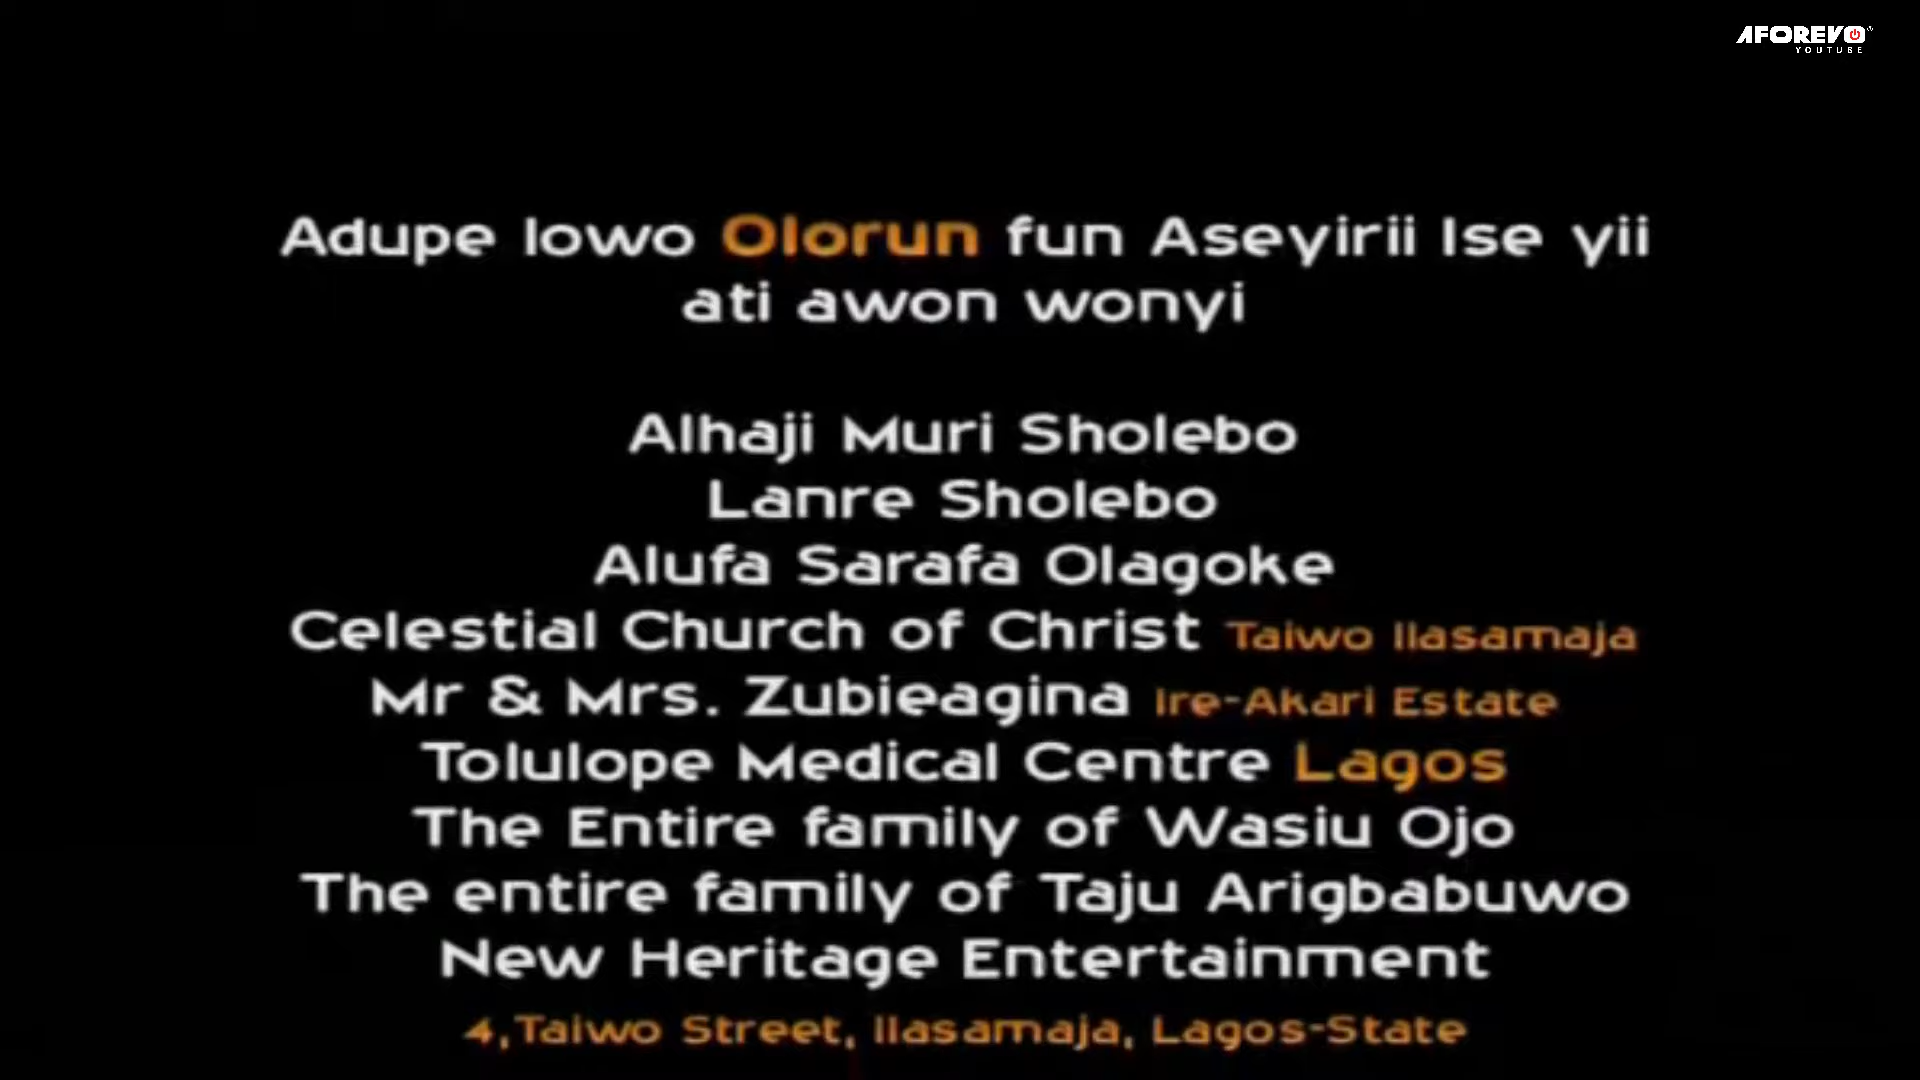 AFOREVO
YOUTUBE
Adupe lowo Olorun fun Aseyirii Ise yii
ati awon wonyi
Alhaji Muri Sholebo
Lanre Sholebo
Alufa Sarafa Olagoke
Celestial Church of Christ Taiwo Ilasamaja
Mr & Mrs. Zubieagina Ire-Akari Estate
Tolulope Medical Centre Lagos
The Entire family of Wasiu Ojo
The entire family of Taju Arigbabuwo
New Heritage Entertainment
4,Taiwo Street, Ilasamaja, Lagos-State